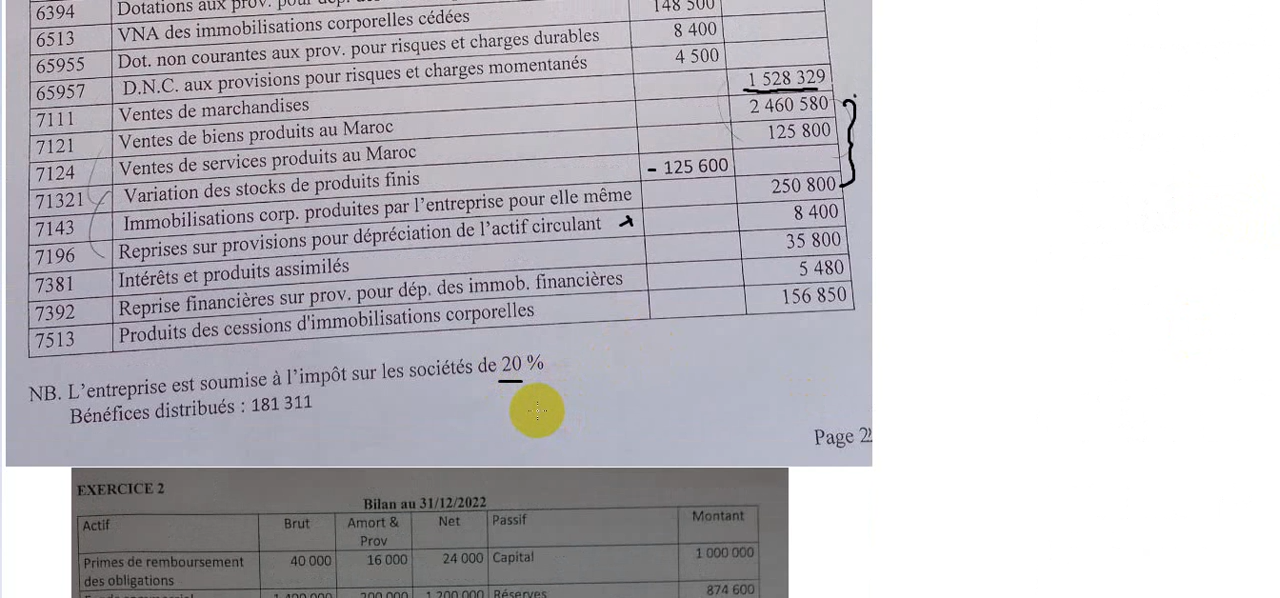 6394 Dotations aux prov. pour dép.
6513 VNA des immobilisations corporelles cédées 148 500
65955 Dot. non courantes aux prov. pour risques et charges durables 8 400
65957 D.N.C. aux provisions pour risques et charges momentanés 4 500
7111 Ventes de marchandises 1 528 329
7121 Ventes de biens produits au Maroc 2 460 580
7124 Ventes de services produits au Maroc 125 800
71321 Variation des stocks de produits finis - 125 600
7143 Immobilisations corp. produites par l'entreprise pour elle même 250 800
7196 Reprises sur provisions pour dépréciation de l'actif circulant 8 400
7381 Intérêts et produits assimilés 35 800
7392 Reprise financières sur prov. pour dép. des immob. financières 5 480
7513 Produits des cessions d'immobilisations corporelles 156 850
NB. L'entreprise est soumise à l'impôt sur les sociétés de 20 %
Bénéfices distribués : 181 311
Page 2
EXERCICE 2
Bilan au 31/12/2022
Actif Brut Amort & Prov Net Passif Montant
Primes de remboursement des obligations 40 000 16 000 24 000 Capital 1 000 000
1 400 000 200 000 1 200 000 Réserves 874 600